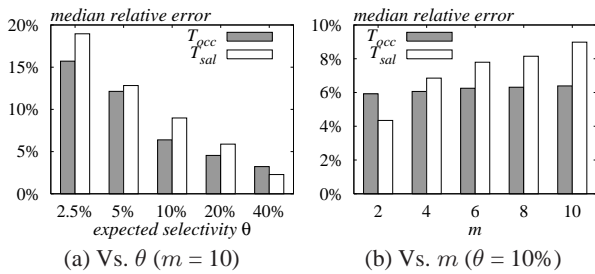 median relative error
20%
15%
10%
5%
0%
T_occ
T_sal
2.5% 5% 10% 20% 40%
expected selectivity θ
(a) Vs. θ (m = 10)
median relative error
10%
8%
6%
4%
2%
0%
T_occ
T_sal
2 4 6 8 10
m
(b) Vs. m (θ = 10%)